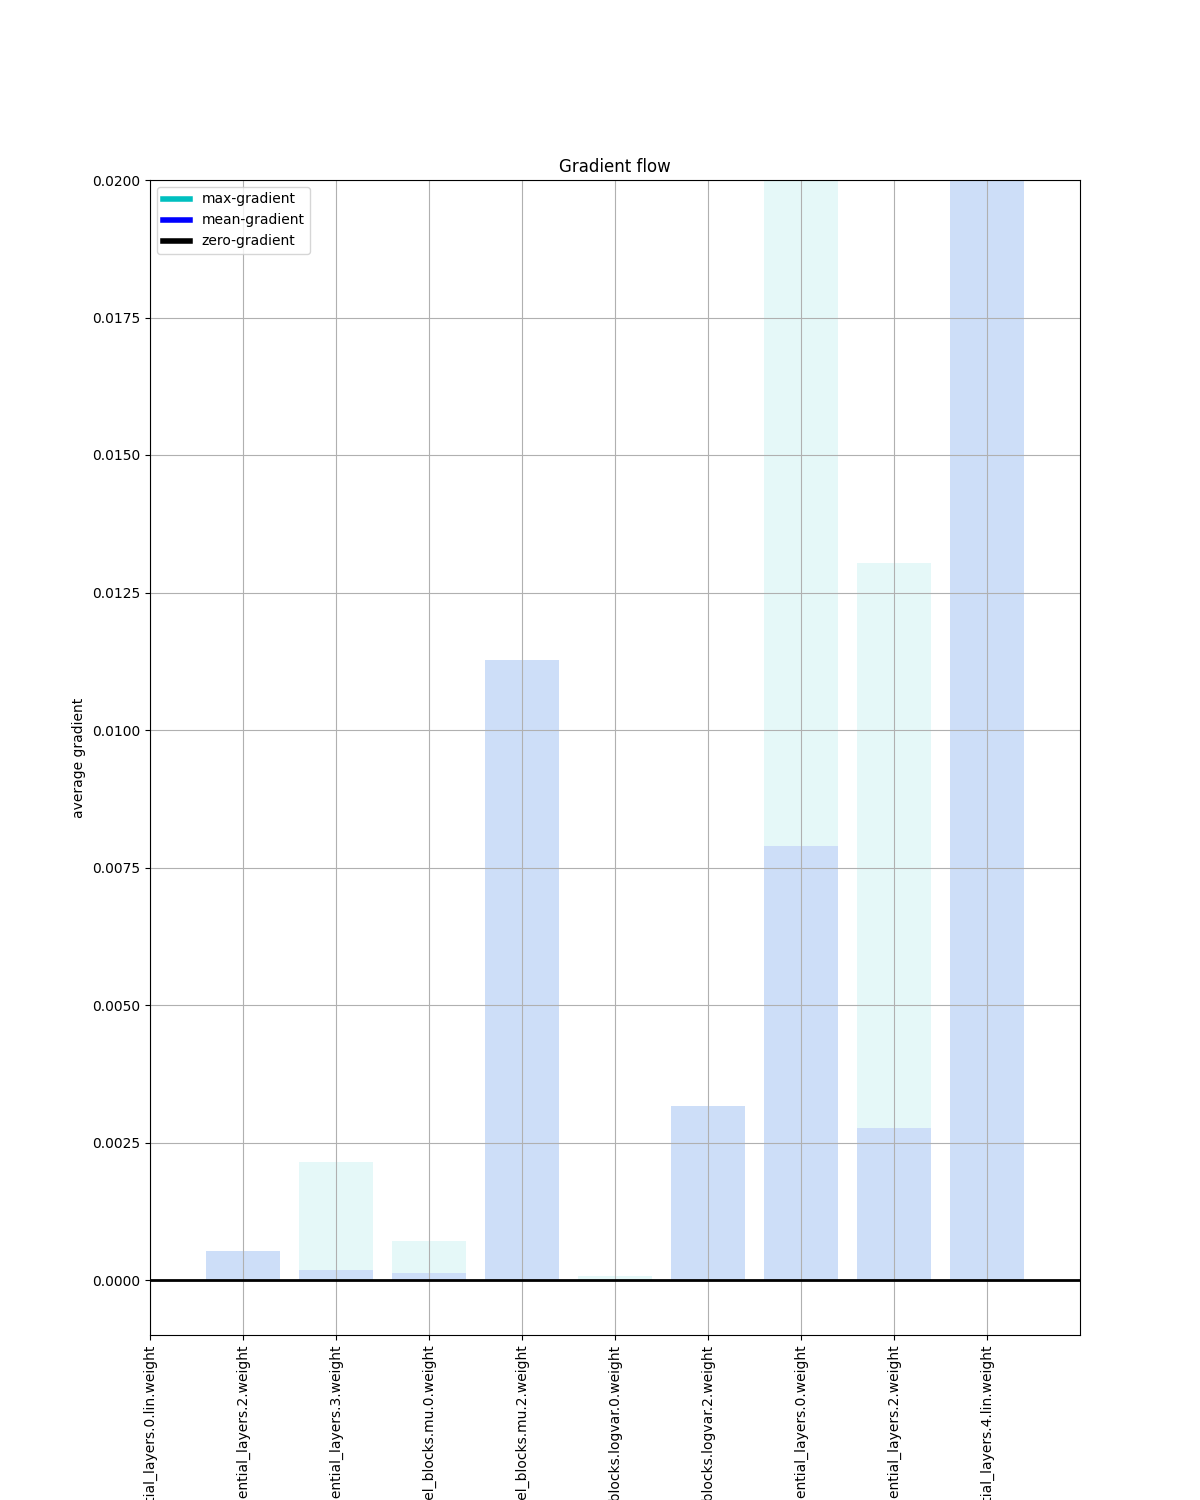 Gradient flow
max-gradient
mean-gradient
zero-gradient
0.0200
0.0175
0.0150
0.0125
0.0100
0.0075
0.0050
0.0025
0.0000
average gradient
tial_layers.0.lin.weight
ential_layers.2.weight
ential_layers.3.weight
el_blocks.mu.0.weight
el_blocks.mu.2.weight
blocks.logvar.0.weight
blocks.logvar.2.weight
ential_layers.0.weight
ential_layers.2.weight
tial_layers.4.lin.weight